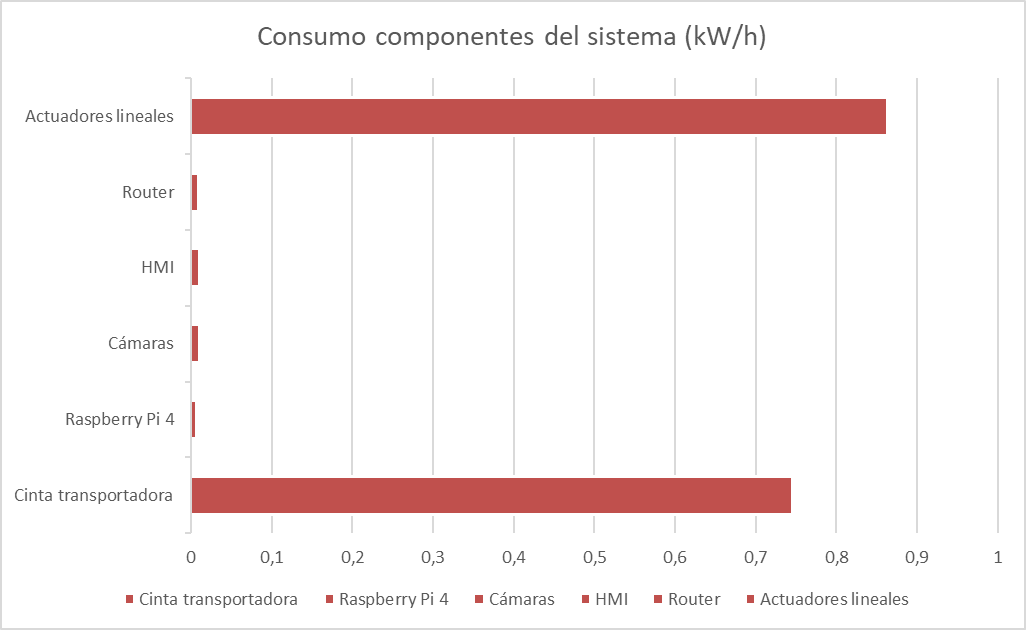 Consumo componentes del sistema (kW/h)
Actuadores lineales
Router
HMI
Cámaras
Raspberry Pi 4
Cinta transportadora
0 0,1 0,2 0,3 0,4 0,5 0,6 0,7 0,8 0,9 1
Cinta transportadora Raspberry Pi 4 Cámaras HMI Router Actuadores lineales